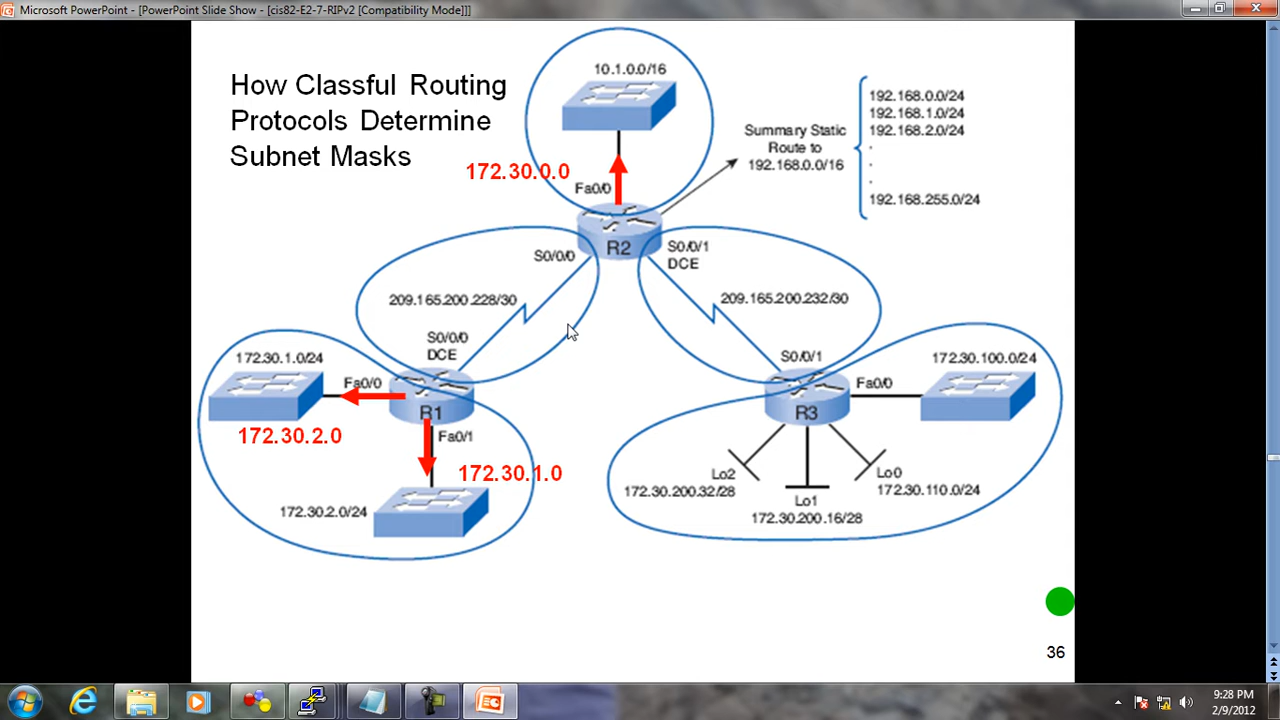 Microsoft PowerPoint - [PowerPoint Slide Show - [cis82-E2-7-RIPv2 [Compatibility Mode]]]
How Classful Routing
Protocols Determine
Subnet Masks
10.1.0.0/16
172.30.0.0
Fa0/0
Summary Static
Route to
192.168.0.0/16
192.168.0.0/24
192.168.1.0/24
192.168.2.0/24
.
.
.
192.168.255.0/24
R2
S0/0/0
S0/0/1
DCE
209.165.200.228/30
209.165.200.232/30
S0/0/0
DCE
S0/0/1
172.30.1.0/24
Fa0/0
R1
172.30.2.0
Fa0/1
172.30.1.0
172.30.2.0/24
172.30.100.0/24
Fa0/0
R3
Lo2
172.30.200.32/28
Lo1
172.30.200.16/28
Lo0
172.30.110.0/24
36
9:28 PM
2/9/2012